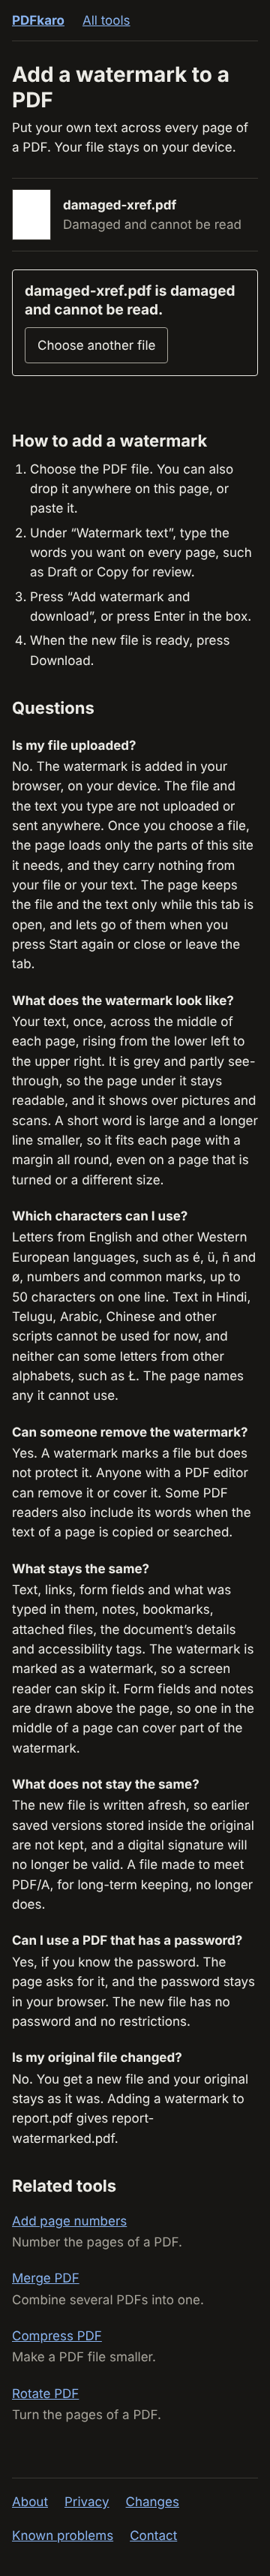 PDFkaro All tools
Add a watermark to a
PDF
Put your own text across every page of
a PDF. Your file stays on your device.
damaged-xref.pdf
Damaged and cannot be read
damaged-xref.pdf is damaged
and cannot be read.
Choose another file
How to add a watermark
1. Choose the PDF file. You can also
drop it anywhere on this page, or
paste it.
2. Under “Watermark text”, type the
words you want on every page, such
as Draft or Copy for review.
3. Press “Add watermark and
download”, or press Enter in the box.
4. When the new file is ready, press
Download.
Questions
Is my file uploaded?
No. The watermark is added in your
browser, on your device. The file and
the text you type are not uploaded or
sent anywhere. Once you choose a file,
the page loads only the parts of this site
it needs, and they carry nothing from
your file or your text. The page keeps
the file and the text only while this tab is
open, and lets go of them when you
press Start again or close or leave the
tab.
What does the watermark look like?
Your text, once, across the middle of
each page, rising from the lower left to
the upper right. It is grey and partly see-
through, so the page under it stays
readable, and it shows over pictures and
scans. A short word is large and a longer
line smaller, so it fits each page with a
margin all round, even on a page that is
turned or a different size.
Which characters can I use?
Letters from English and other Western
European languages, such as é, ü, ñ and
ø, numbers and common marks, up to
50 characters on one line. Text in Hindi,
Telugu, Arabic, Chinese and other
scripts cannot be used for now, and
neither can some letters from other
alphabets, such as Ł. The page names
any it cannot use.
Can someone remove the watermark?
Yes. A watermark marks a file but does
not protect it. Anyone with a PDF editor
can remove it or cover it. Some PDF
readers also include its words when the
text of a page is copied or searched.
What stays the same?
Text, links, form fields and what was
typed in them, notes, bookmarks,
attached files, the document’s details
and accessibility tags. The watermark is
marked as a watermark, so a screen
reader can skip it. Form fields and notes
are drawn above the page, so one in the
middle of a page can cover part of the
watermark.
What does not stay the same?
The new file is written afresh, so earlier
saved versions stored inside the original
are not kept, and a digital signature will
no longer be valid. A file made to meet
PDF/A, for long-term keeping, no longer
does.
Can I use a PDF that has a password?
Yes, if you know the password. The
page asks for it, and the password stays
in your browser. The new file has no
password and no restrictions.
Is my original file changed?
No. You get a new file and your original
stays as it was. Adding a watermark to
report.pdf gives report-
watermarked.pdf.
Related tools
Add page numbers
Number the pages of a PDF.
Merge PDF
Combine several PDFs into one.
Compress PDF
Make a PDF file smaller.
Rotate PDF
Turn the pages of a PDF.
About Privacy Changes
Known problems Contact